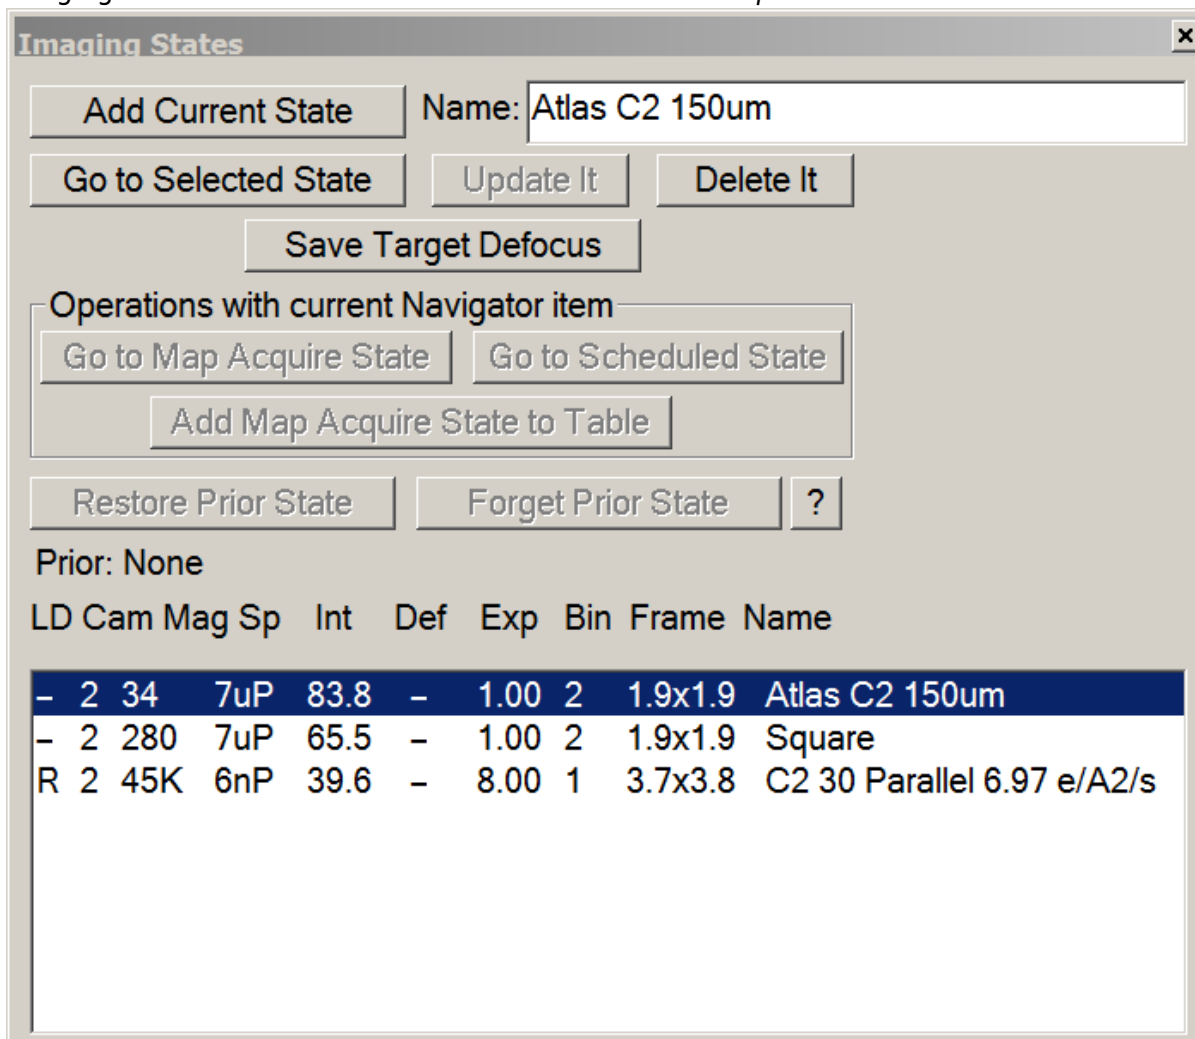 Imaging States
Add Current State Name: Atlas C2 150um
Go to Selected State Update It Delete It
Save Target Defocus
Operations with current Navigator item
Go to Map Acquire State Go to Scheduled State
Add Map Acquire State to Table
Restore Prior State Forget Prior State ?
Prior: None
LD Cam Mag Sp Int Def Exp Bin Frame Name
– 2 34 7uP 83.8 – 1.00 2 1.9x1.9 Atlas C2 150um
– 2 280 7uP 65.5 – 1.00 2 1.9x1.9 Square
R 2 45K 6nP 39.6 – 8.00 1 3.7x3.8 C2 30 Parallel 6.97 e/A2/s